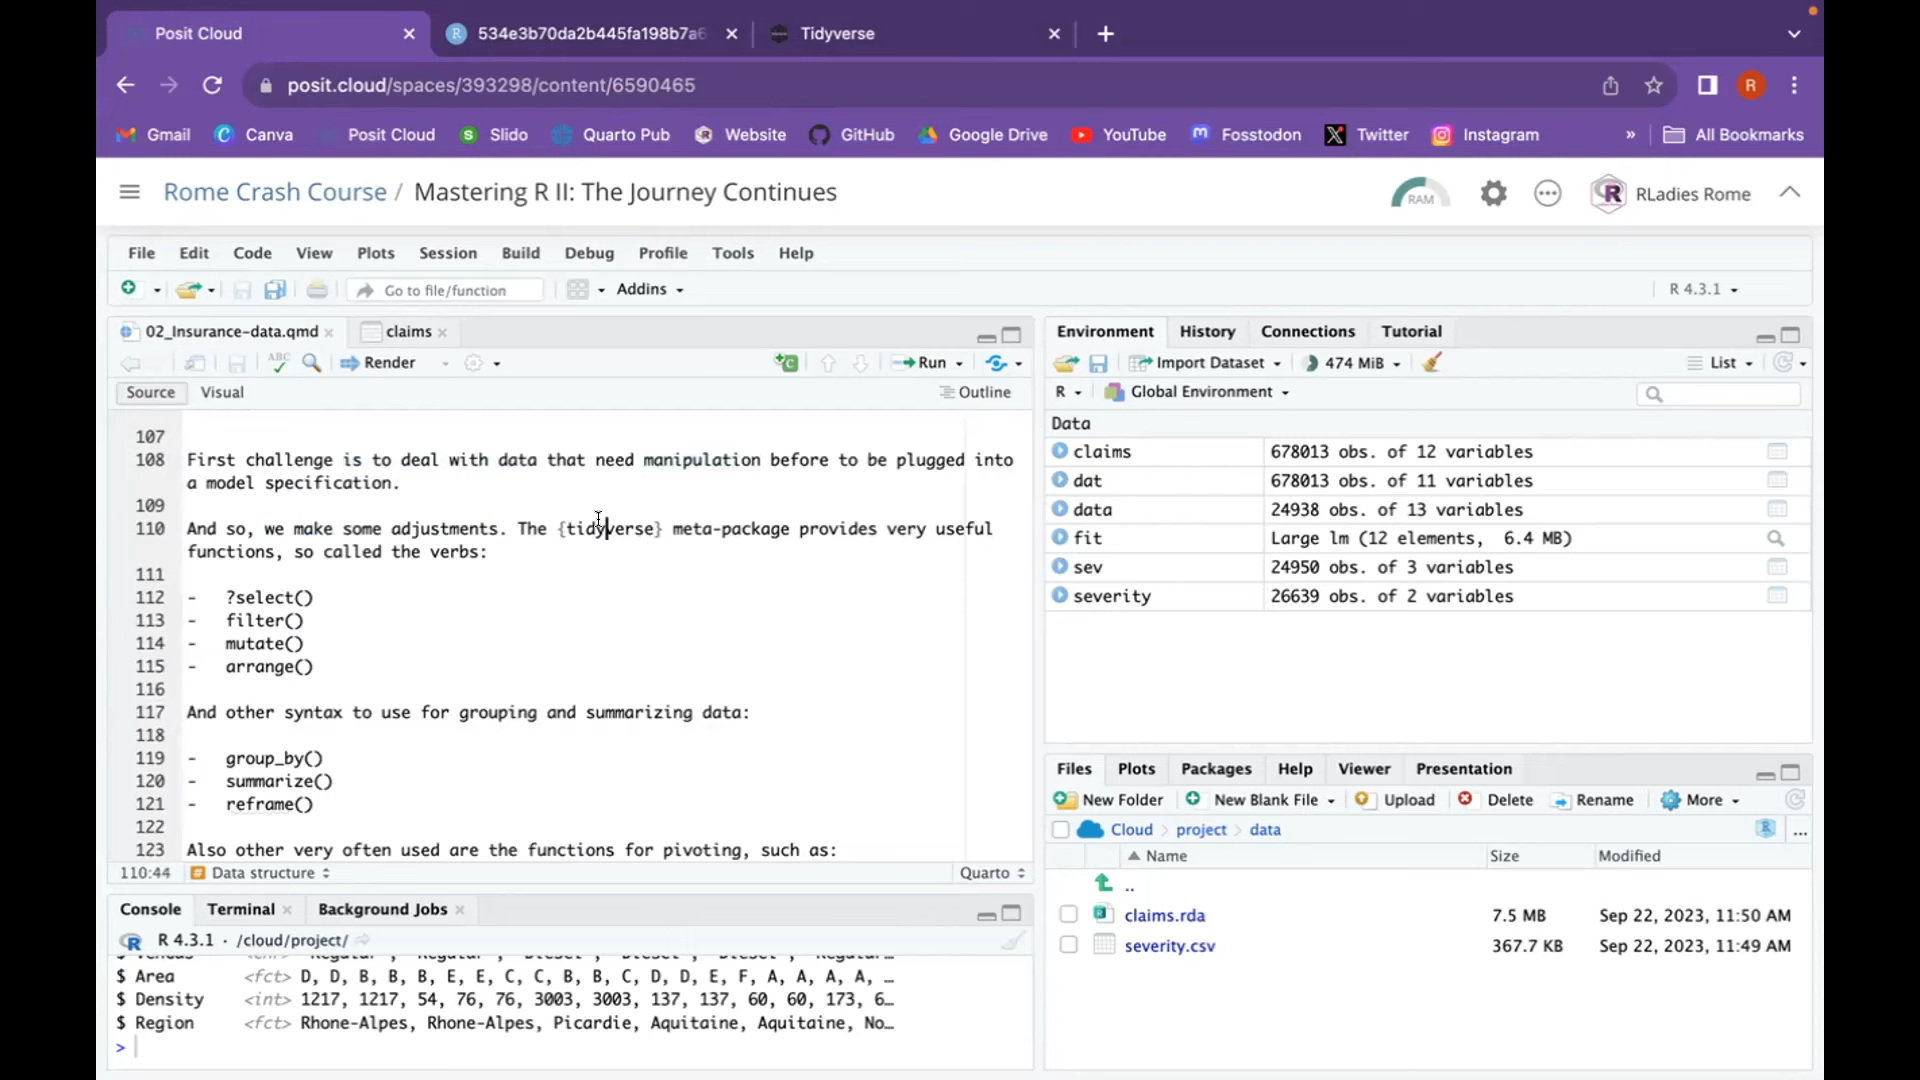 Posit Cloud
534e3b70da2b445fa198b7a6
Tidyverse
posit.cloud/spaces/393298/content/6590465
R
Gmail Canva Posit Cloud Slido Quarto Pub Website GitHub Google Drive YouTube Fosstodon Twitter Instagram » All Bookmarks
Rome Crash Course / Mastering R II: The Journey Continues
RAM
RLadies Rome
File Edit Code View Plots Session Build Debug Profile Tools Help
Go to file/function Addins R 4.3.1
02_Insurance-data.qmd claims
ABC Render Run
Source Visual Outline
107
108 First challenge is to deal with data that need manipulation before to be plugged into
a model specification.
109
110 And so, we make some adjustments. The {tidyverse} meta-package provides very useful
functions, so called the verbs:
111
112 - ?select()
113 - filter()
114 - mutate()
115 - arrange()
116
117 And other syntax to use for grouping and summarizing data:
118
119 - group_by()
120 - summarize()
121 - reframe()
122
123 Also other very often used are the functions for pivoting, such as:
110:44 Data structure Quarto
Console Terminal Background Jobs
R 4.3.1 · /cloud/project/
$ Area <fct> D, D, B, B, B, E, E, C, C, B, B, C, D, D, E, F, A, A, A, A, …
$ Density <int> 1217, 1217, 54, 76, 76, 3003, 3003, 137, 137, 60, 60, 173, 6…
$ Region <fct> Rhone-Alpes, Rhone-Alpes, Picardie, Aquitaine, Aquitaine, No…
>
Environment History Connections Tutorial
Import Dataset 474 MiB List
R Global Environment
Data
claims 678013 obs. of 12 variables
dat 678013 obs. of 11 variables
data 24938 obs. of 13 variables
fit Large lm (12 elements, 6.4 MB)
sev 24950 obs. of 3 variables
severity 26639 obs. of 2 variables
Files Plots Packages Help Viewer Presentation
New Folder New Blank File Upload Delete Rename More
Cloud project data ...
Name Size Modified
..
claims.rda 7.5 MB Sep 22, 2023, 11:50 AM
severity.csv 367.7 KB Sep 22, 2023, 11:49 AM